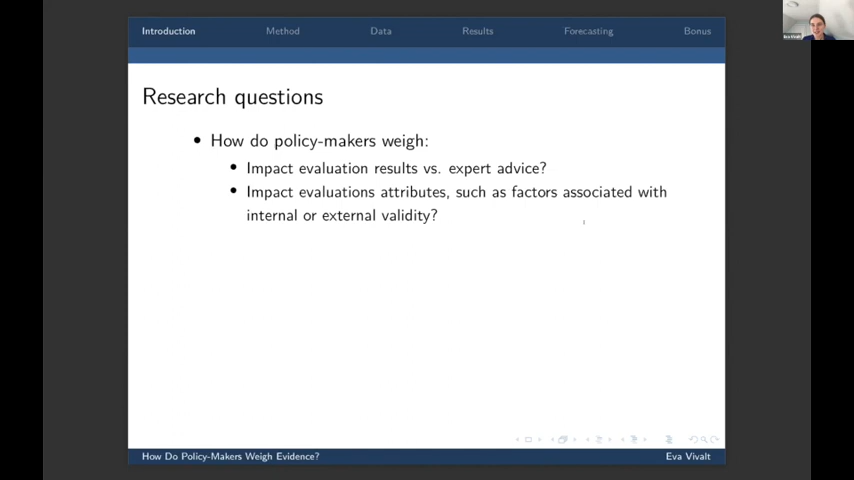 Introduction Method Data Results Forecasting Bonus
Eva Vivalt
Research questions
• How do policy-makers weigh:
• Impact evaluation results vs. expert advice?
• Impact evaluations attributes, such as factors associated with
internal or external validity?
How Do Policy-Makers Weigh Evidence? Eva Vivalt